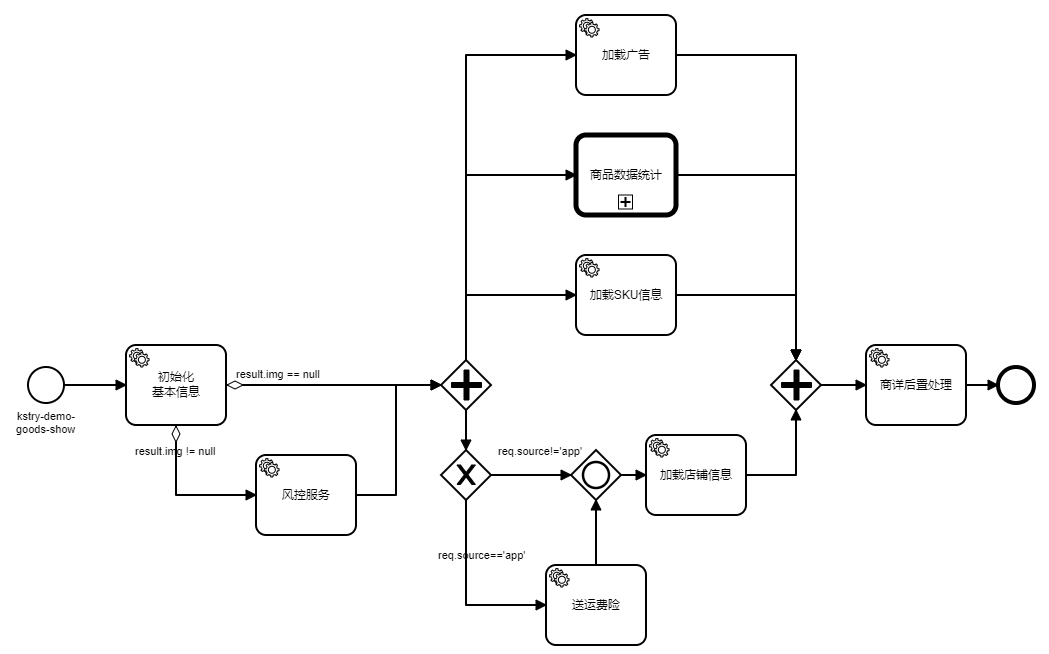 加载广告
商品数据统计
加载SKU信息
初始化
基本信息
result.img == null
商详后置处理
kstry-demo-
goods-show
result.img != null
req.source!='app'
加载店铺信息
风控服务
req.source=='app'
送运费险